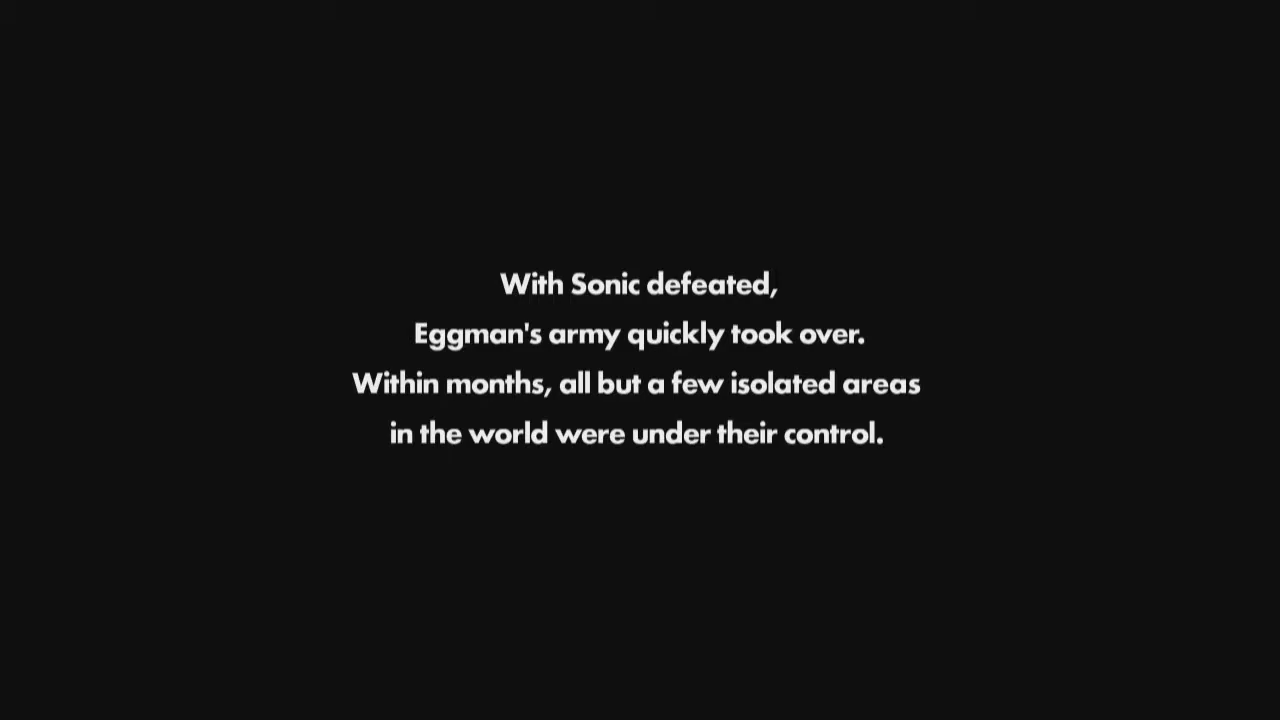 With Sonic defeated,
Eggman's army quickly took over.
Within months, all but a few isolated areas
in the world were under their control.